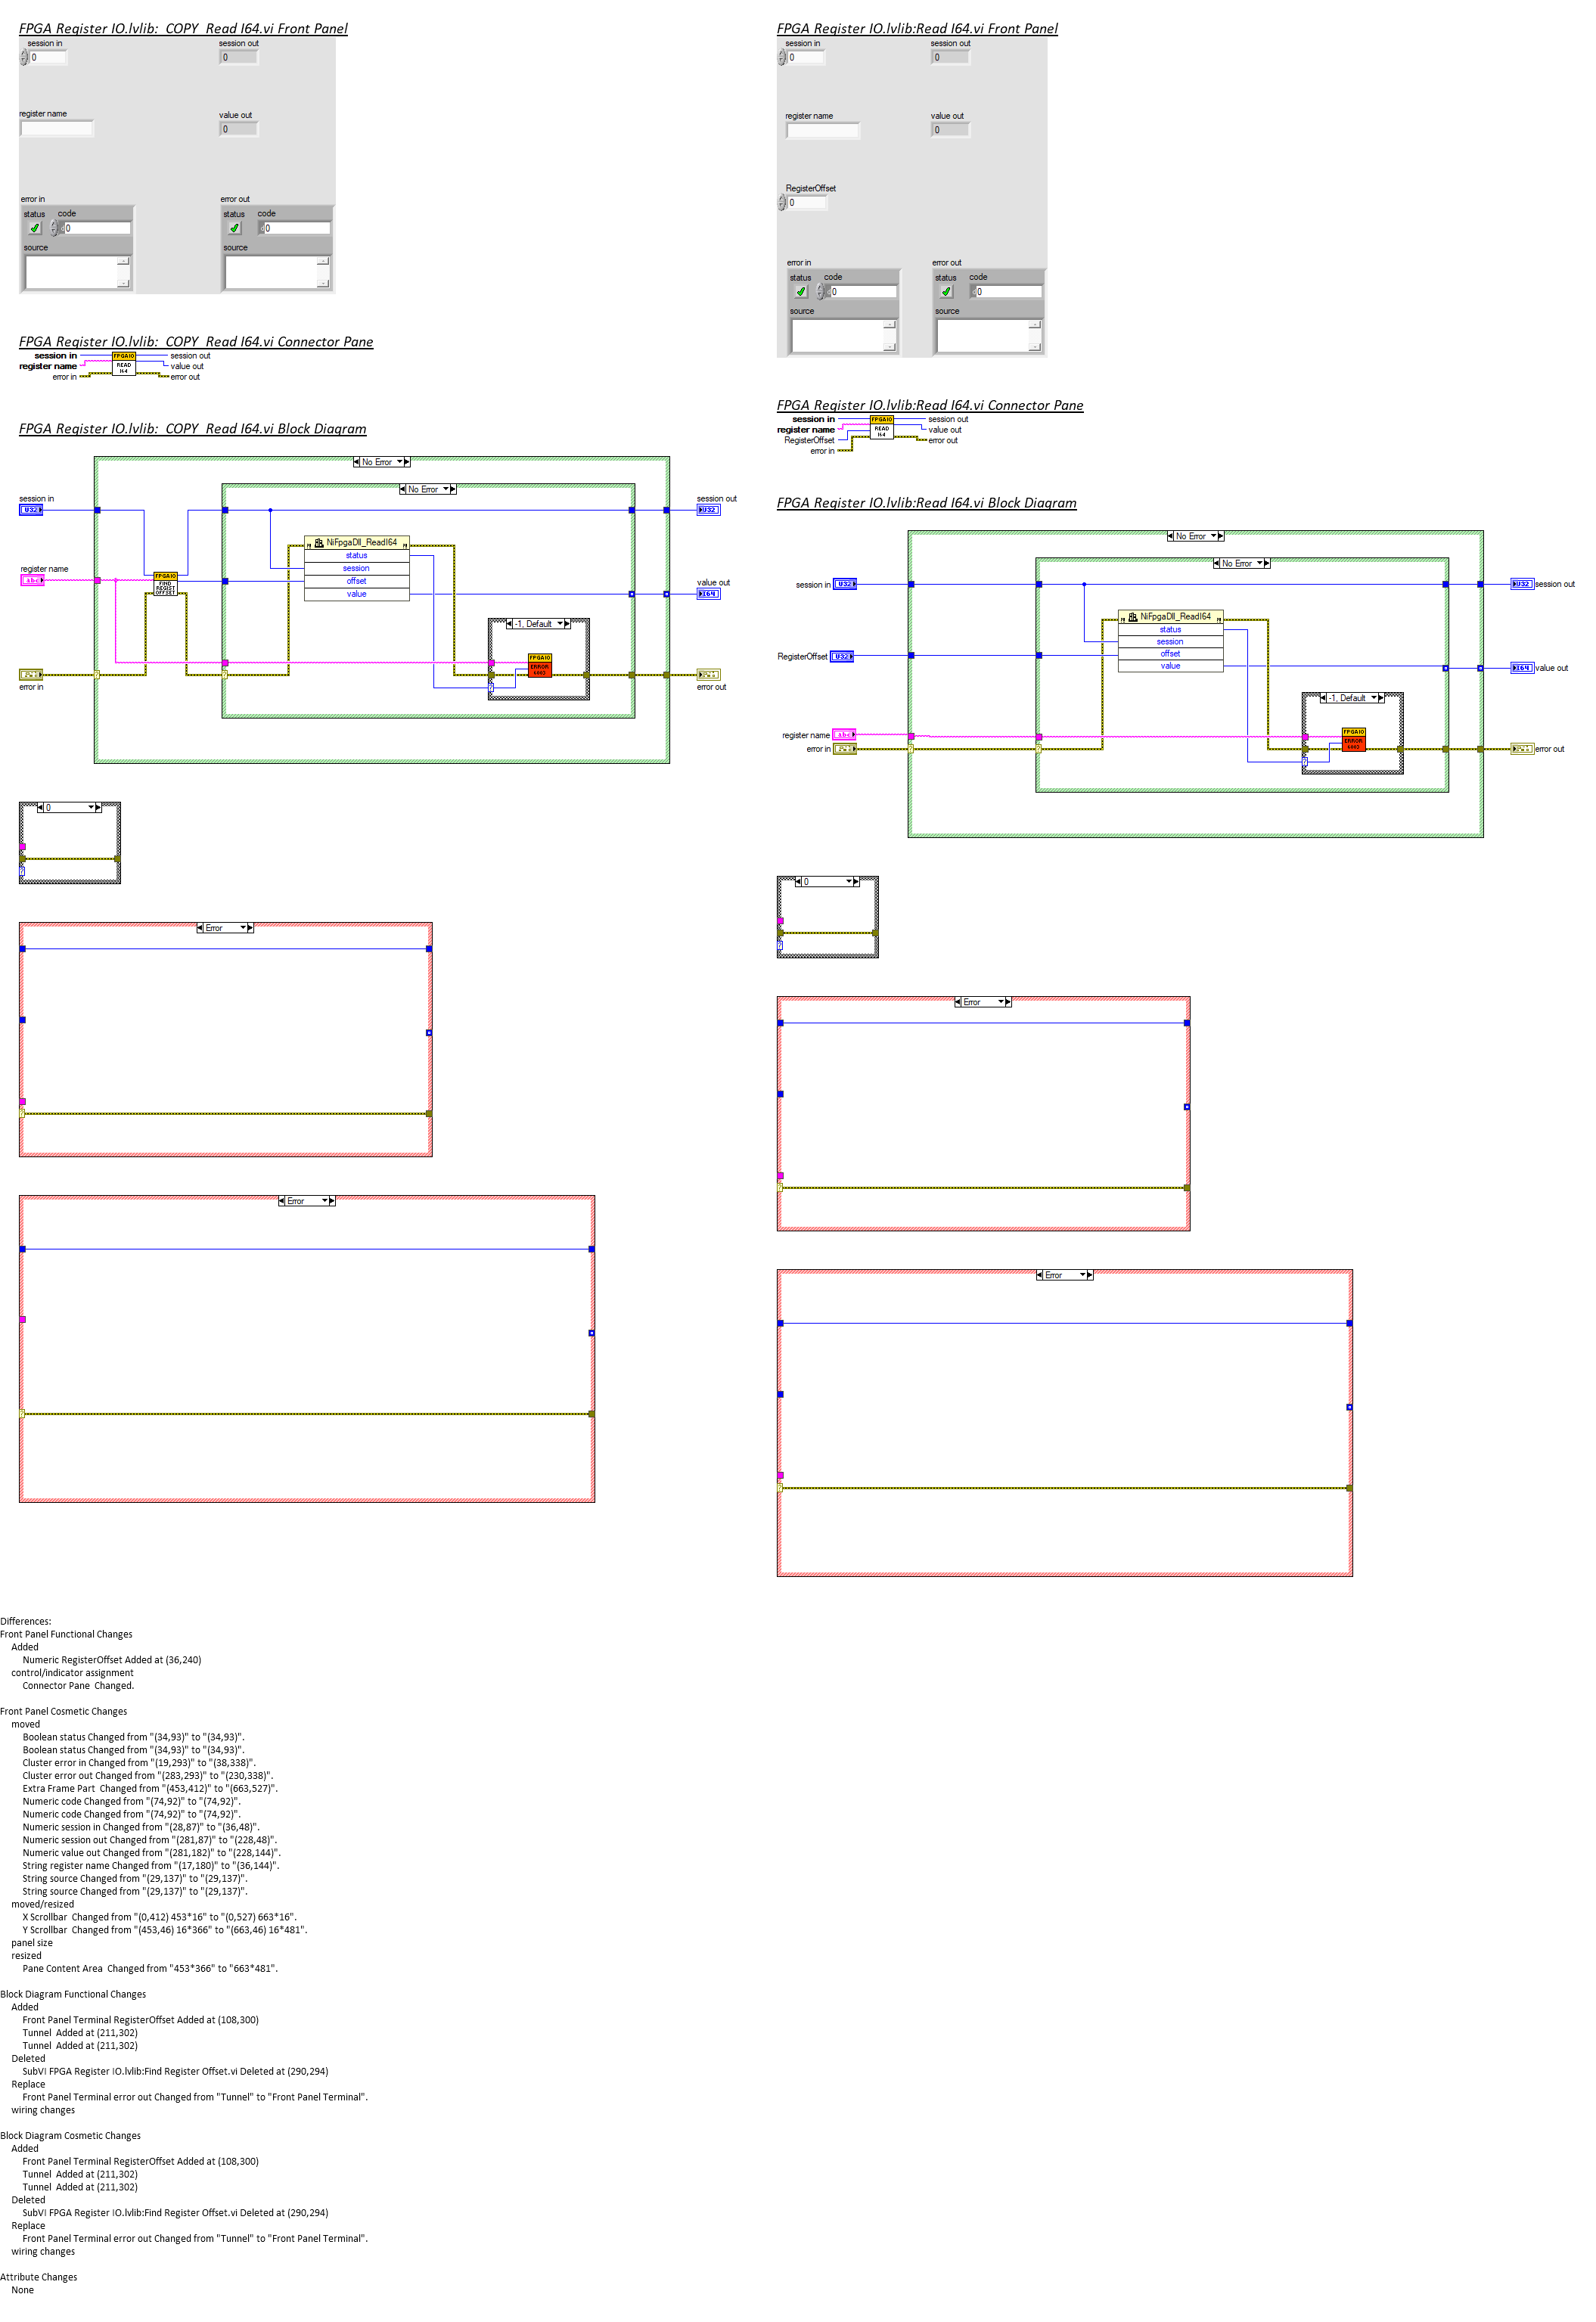 FPGA Register IO.lvlib:  COPY  Read I64.vi Front Panel
session in
session out
0
0
register name
value out
0
error in
error out
status
code
status
code
0
0
source
source
FPGA Register IO.lvlib:  COPY  Read I64.vi Connector Pane
session in
register name
error in
FPGAIO
READ
I64
session out
value out
error out
FPGA Register IO.lvlib:  COPY  Read I64.vi Block Diagram
No Error
No Error
session in
U32
session out
U32
NiFpgaDll_ReadI64
status
session
offset
value
register name
abc
FPGAIO
FIND
REGIST
OFFSET
value out
I64
-1, Default
FPGAIO
ERROR
error in
error out
0
Error
Error
FPGA Register IO.lvlib:Read I64.vi Front Panel
session in
session out
0
0
register name
value out
0
RegisterOffset
0
error in
error out
status
code
status
code
0
0
source
source
FPGA Register IO.lvlib:Read I64.vi Connector Pane
session in
register name
RegisterOffset
error in
FPGAIO
READ
I64
session out
value out
error out
FPGA Register IO.lvlib:Read I64.vi Block Diagram
No Error
No Error
session in
U32
U32
session out
NiFpgaDll_ReadI64
status
session
offset
value
RegisterOffset
U32
I64
value out
-1, Default
register name
abc
FPGAIO
ERROR
error in
error out
0
Error
Error
Differences:
Front Panel Functional Changes
Added
Numeric RegisterOffset Added at (36,240)
control/indicator assignment
Connector Pane  Changed.
Front Panel Cosmetic Changes
moved
Boolean status Changed from "(34,93)" to "(34,93)".
Boolean status Changed from "(34,93)" to "(34,93)".
Cluster error in Changed from "(19,293)" to "(38,338)".
Cluster error out Changed from "(283,293)" to "(230,338)".
Extra Frame Part  Changed from "(453,412)" to "(663,527)".
Numeric code Changed from "(74,92)" to "(74,92)".
Numeric code Changed from "(74,92)" to "(74,92)".
Numeric session in Changed from "(28,87)" to "(36,48)".
Numeric session out Changed from "(281,87)" to "(228,48)".
Numeric value out Changed from "(281,182)" to "(228,144)".
String register name Changed from "(17,180)" to "(36,144)".
String source Changed from "(29,137)" to "(29,137)".
String source Changed from "(29,137)" to "(29,137)".
moved/resized
X Scrollbar  Changed from "(0,412) 453*16" to "(0,527) 663*16".
Y Scrollbar  Changed from "(453,46) 16*366" to "(663,46) 16*481".
panel size
resized
Pane Content Area  Changed from "453*366" to "663*481".
Block Diagram Functional Changes
Added
Front Panel Terminal RegisterOffset Added at (108,300)
Tunnel  Added at (211,302)
Tunnel  Added at (211,302)
Deleted
SubVI FPGA Register IO.lvlib:Find Register Offset.vi Deleted at (290,294)
Replace
Front Panel Terminal error out Changed from "Tunnel" to "Front Panel Terminal".
wiring changes
Block Diagram Cosmetic Changes
Added
Front Panel Terminal RegisterOffset Added at (108,300)
Tunnel  Added at (211,302)
Tunnel  Added at (211,302)
Deleted
SubVI FPGA Register IO.lvlib:Find Register Offset.vi Deleted at (290,294)
Replace
Front Panel Terminal error out Changed from "Tunnel" to "Front Panel Terminal".
wiring changes
Attribute Changes
None